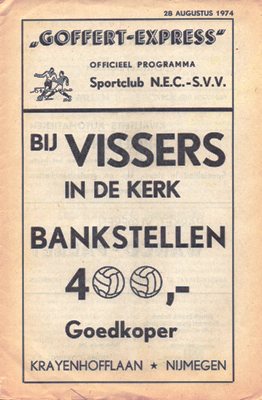 28 AUGUSTUS 1974
„GOFFERT-EXPRESS"
OFFICIEEL PROGRAMMA
Sportclub N.E.C.-S.V.V.
BIJ VISSERS
IN DE KERK
BANKSTELLEN
400,-
Goedkoper
KRAYENHOFFLAAN ★ NIJMEGEN